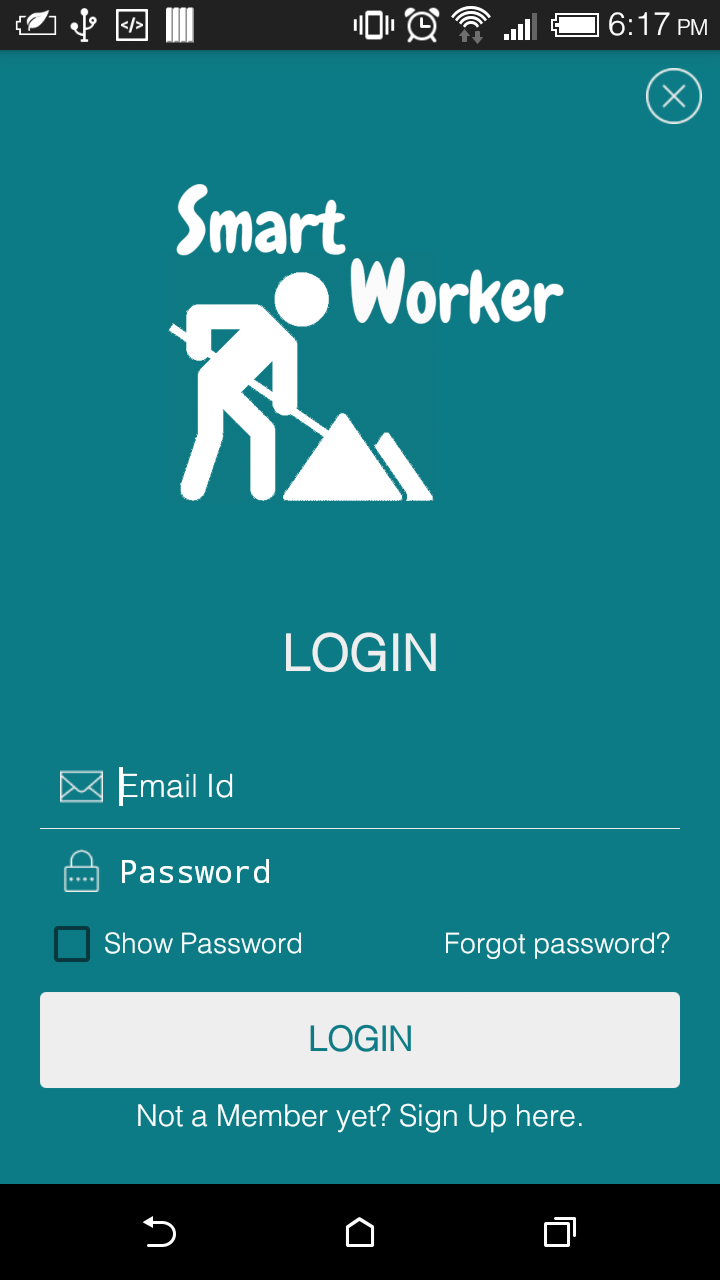 6:17 PM
Smart
Worker
LOGIN
Email Id
Password
Show Password
Forgot password?
LOGIN
Not a Member yet? Sign Up here.